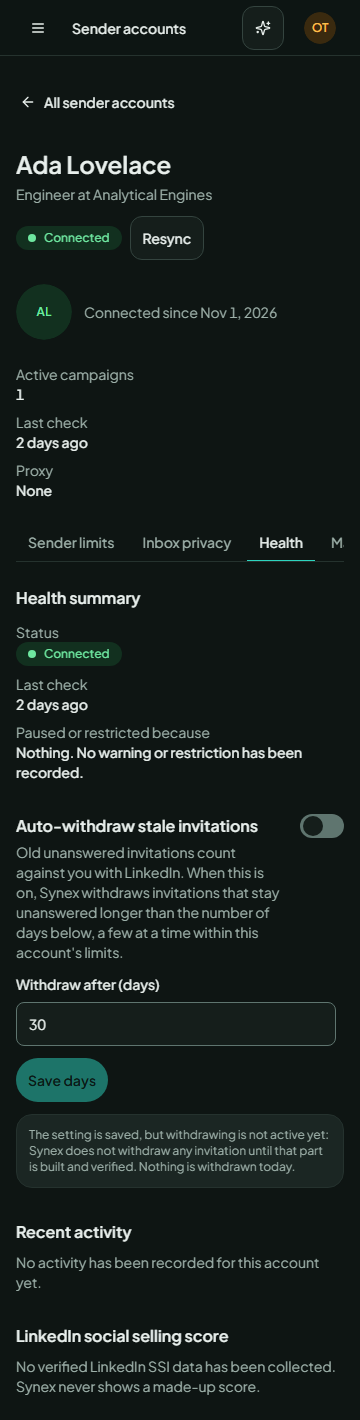 Sender accounts
OT
All sender accounts
Ada Lovelace
Engineer at Analytical Engines
Connected
Resync
AL
Connected since Nov 1, 2026
Active campaigns
1
Last check
2 days ago
Proxy
None
Sender limits
Inbox privacy
Health
Health summary
Status
Connected
Last check
2 days ago
Paused or restricted because
Nothing. No warning or restriction has been
recorded.
Auto-withdraw stale invitations
Old unanswered invitations count
against you with LinkedIn. When this is
on, Synex withdraws invitations that stay
unanswered longer than the number of
days below, a few at a time within this
account's limits.
Withdraw after (days)
30
Save days
The setting is saved, but withdrawing is not active yet:
Synex does not withdraw any invitation until that part
is built and verified. Nothing is withdrawn today.
Recent activity
No activity has been recorded for this account
yet.
LinkedIn social selling score
No verified LinkedIn SSI data has been collected.
Synex never shows a made-up score.